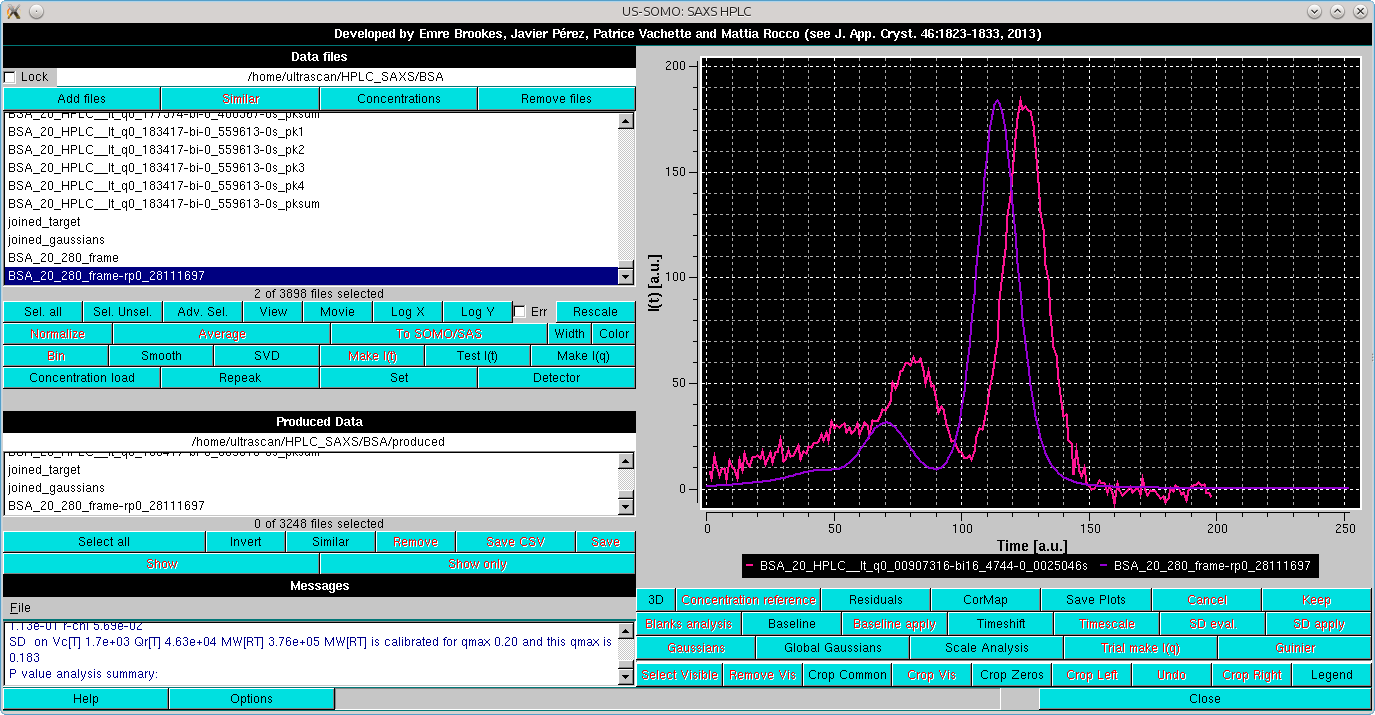 US-SOMO: SAXS HPLC
Developed by Emre Brookes, Javier Pérez, Patrice Vachette and Mattia Rocco (see J. App. Cryst. 46:1823-1833, 2013)
Data files
Lock /home/ultrascan/HPLC_SAXS/BSA
Add files Similar Concentrations Remove files
BSA_20_HPLC__It_q0_183417-bi-0_559613-0s_pk1
BSA_20_HPLC__It_q0_183417-bi-0_559613-0s_pk2
BSA_20_HPLC__It_q0_183417-bi-0_559613-0s_pk3
BSA_20_HPLC__It_q0_183417-bi-0_559613-0s_pk4
BSA_20_HPLC__It_q0_183417-bi-0_559613-0s_pksum
joined_target
joined_gaussians
BSA_20_280_frame
BSA_20_280_frame-rp0_28111697
2 of 3898 files selected
Sel. all Sel. Unsel. Adv. Sel. View Movie Log X Log Y Err Rescale
Normalize Average To SOMO/SAS Width Color
Bin Smooth SVD Make I(t) Test I(t) Make I(q)
Concentration load Repeak Set Detector
Produced Data
/home/ultrascan/HPLC_SAXS/BSA/produced
joined_target
joined_gaussians
BSA_20_280_frame-rp0_28111697
0 of 3248 files selected
Select all Invert Similar Remove Save CSV Save
Show Show only
Messages
File
1.13e-01 r-chi 5.69e-02
SD on Vc[T] 1.7e+03 Qr[T] 4.63e+04 MW[RT] 3.76e+05 MW[RT] is calibrated for qmax 0.20 and this qmax is
0.183
P value analysis summary:
Help Options
200
150
100
50
0
I(t) [a.u.]
0 50 100 150 200 250
Time [a.u.]
BSA_20_HPLC__It_q0_00907316-bi16_4744-0_0025046s BSA_20_280_frame-rp0_28111697
3D Concentration reference Residuals CorMap Save Plots Cancel Keep
Blanks analysis Baseline Baseline apply Timeshift Timescale SD eval. SD apply
Gaussians Global Gaussians Scale Analysis Trial make I(q) Guinier
Select Visible Remove Vis Crop Common Crop Vis Crop Zeros Crop Left Undo Crop Right Legend
Close